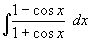 ∫ (1 − cos x)/(1 + cos x) dx